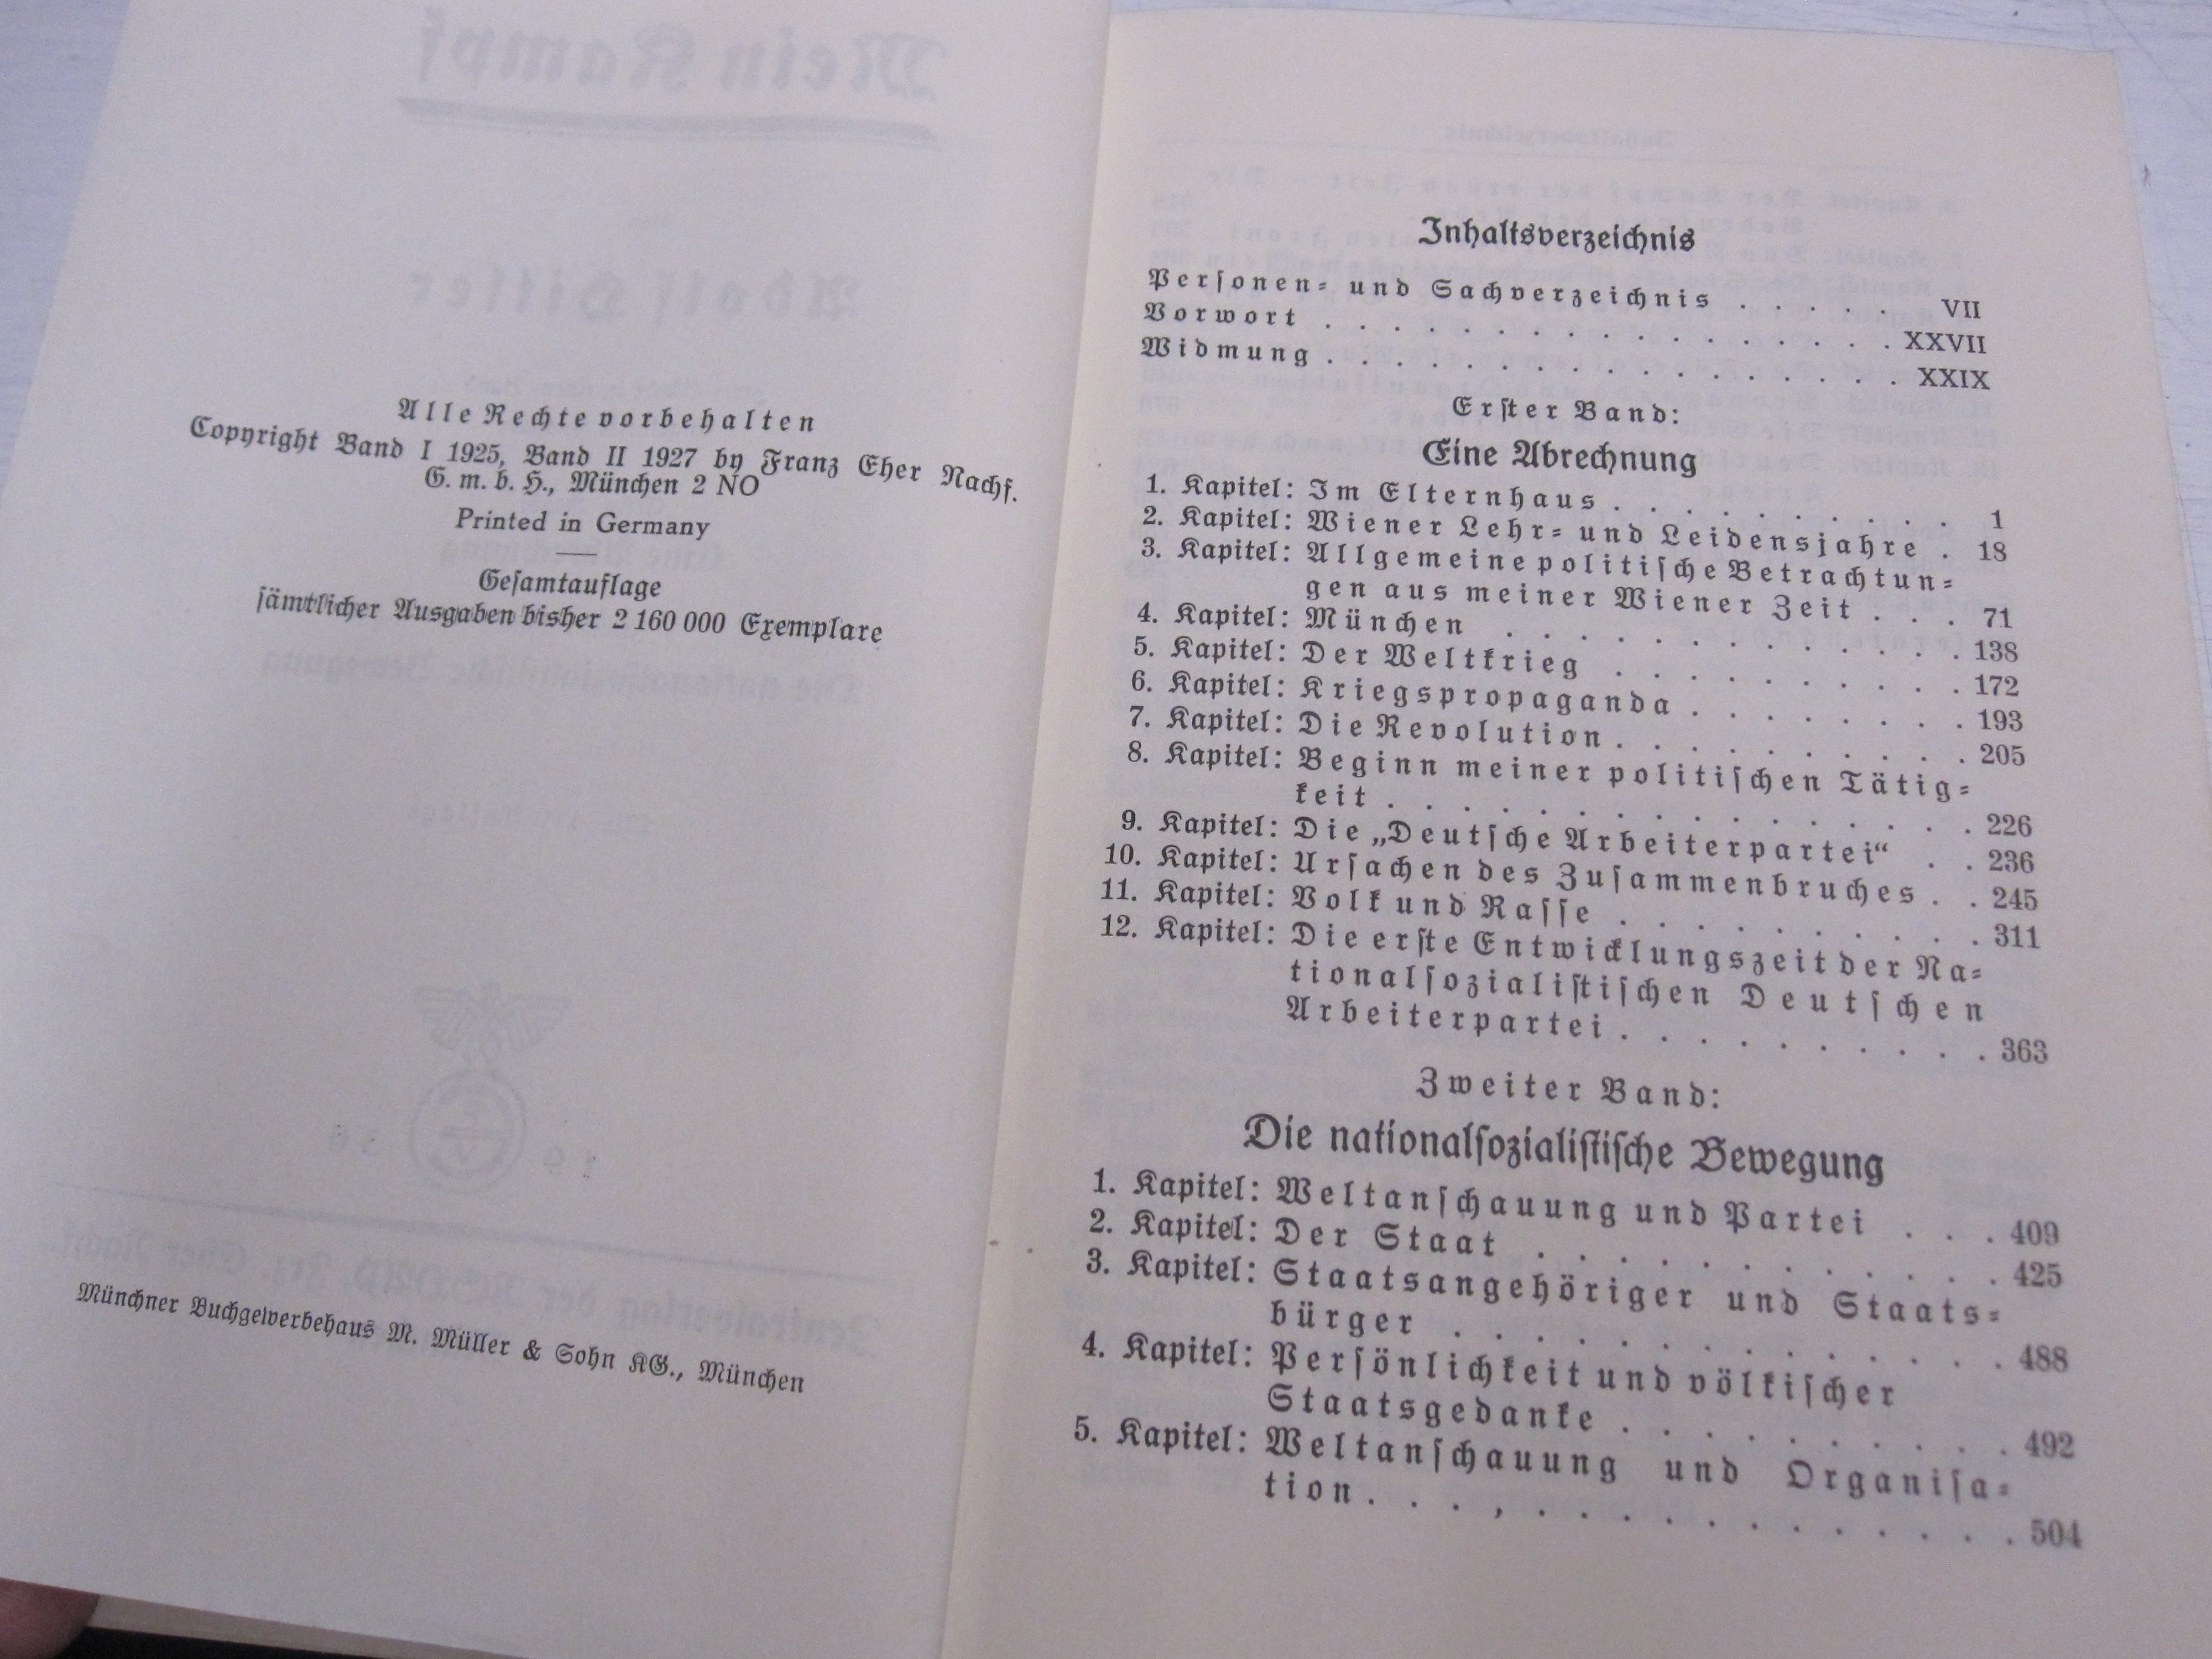 Alle Rechte vorbehalten
Copyright Band I 1925, Band II 1927 by Franz Eher Nachf.
G. m. b. H., München 2 NO
Printed in Germany
Geſamtauflage
ſämtlicher Ausgaben bisher 2 160 000 Exemplare
Münchner Buchgewerbehaus M. Müller & Sohn KG., München
Inhaltsverzeichnis
Perſonen- und Sachverzeichnis . . . . . VII
Vorwort . . . . . . . . . . . . . . . . XXVII
Widmung . . . . . . . . . . . . . . . . XXIX
Erſter Band:
Eine Abrechnung
1. Kapitel: Im Elternhaus . . . . . . . . . . 1
2. Kapitel: Wiener Lehr- und Leidensjahre . 18
3. Kapitel: Allgemeine politiſche Betrachtun-
gen aus meiner Wiener Zeit . . . 71
4. Kapitel: München . . . . . . . . . . . . . 138
5. Kapitel: Der Weltkrieg . . . . . . . . . . 172
6. Kapitel: Kriegspropaganda . . . . . . . . 193
7. Kapitel: Die Revolution . . . . . . . . . . 205
8. Kapitel: Beginn meiner politiſchen Tätig-
keit . . . . . . . . . . . . . . . . 226
9. Kapitel: Die „Deutſche Arbeiterpartei“ . . 236
10. Kapitel: Urſachen des Zuſammenbruches . . 245
11. Kapitel: Volk und Raſſe . . . . . . . . . . 311
12. Kapitel: Die erſte Entwicklungszeit der Na-
tionalſozialiſtiſchen Deutſchen
Arbeiterpartei . . . . . . . . . . 363
Zweiter Band:
Die nationalſozialiſtiſche Bewegung
1. Kapitel: Weltanſchauung und Partei . . . 409
2. Kapitel: Der Staat . . . . . . . . . . . . 425
3. Kapitel: Staatsangehöriger und Staats-
bürger . . . . . . . . . . . . . . 488
4. Kapitel: Perſönlichkeit und völkiſcher
Staatsgedanke . . . . . . . . . . 492
5. Kapitel: Weltanſchauung und Organiſa-
tion . . . , . . . . . . . . . . . . 504